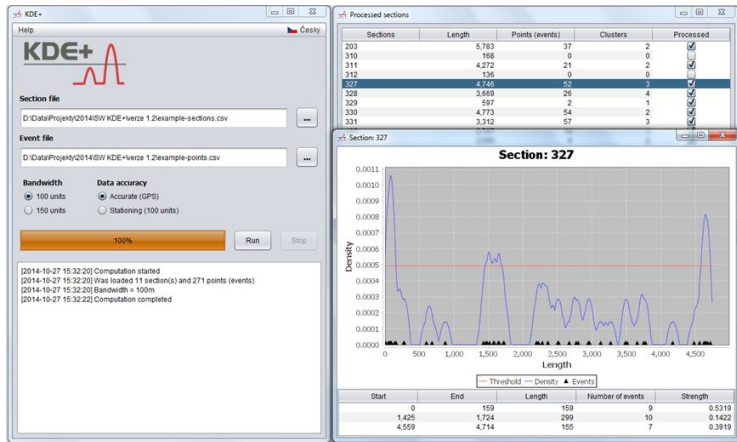 KDE+
Help
Česky
KDE+
Section file
D:\Data\Projekty\2014\SW KDE+\verze 1.2\example-sections.csv
...
Event file
D:\Data\Projekty\2014\SW KDE+\verze 1.2\example-points.csv
...
Bandwidth Data accuracy
100 units Accurate (GPS)
150 units Stationing (100 units)
100% Run Stop
[2014-10-27 15:32:20] Computation started
[2014-10-27 15:32:20] Was loaded 11 section(s) and 271 points (events)
[2014-10-27 15:32:20] Bandwidth = 100m
[2014-10-27 15:32:22] Computation completed
Processed sections
Sections Length Points (events) Clusters Processed
203 5,783 37 2
310 168 0 0
311 4,272 21 2
312 136 0 0
327 4,746 52 3
328 3,669 26 4
329 597 2 1
330 4,773 54 2
331 3,312 57 3
Section: 327
Section: 327
0.0011
0.0010
0.0009
0.0008
0.0007
0.0006
0.0005
0.0004
0.0003
0.0002
0.0001
0.0000
Density
0 500 1,000 1,500 2,000 2,500 3,000 3,500 4,000 4,500
Length
Threshold Density Events
Start End Length Number of events Strength
0 159 159 9 0.5319
1,425 1,724 299 10 0.1422
4,559 4,714 155 7 0.3919